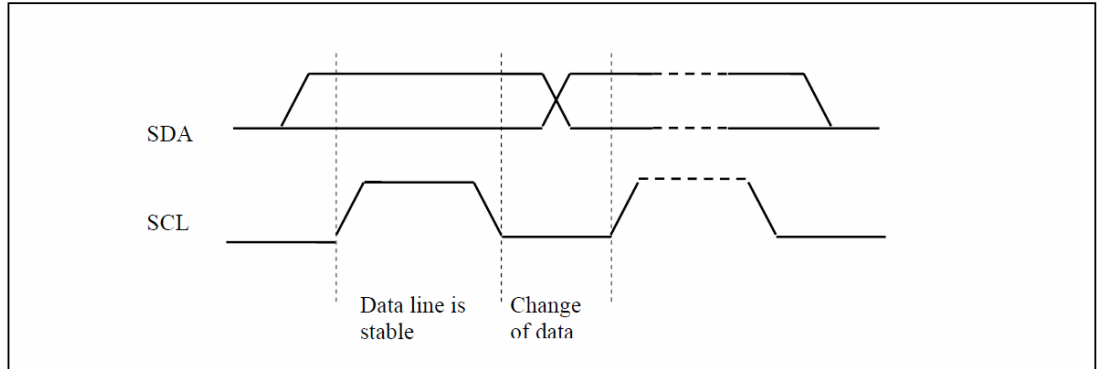 SDA
SCL
Data line is
stable
Change
of data